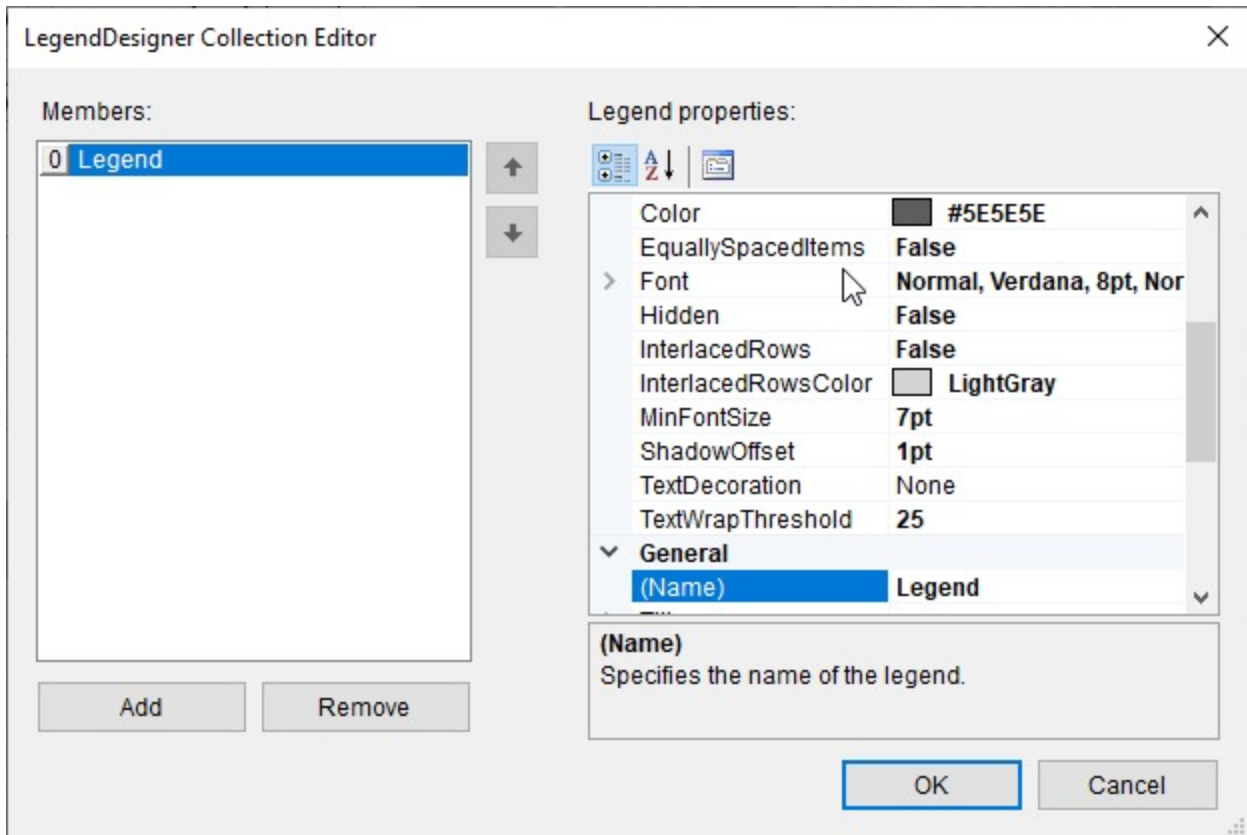 LegendDesigner Collection Editor
Members:
0 Legend
Add
Remove
Legend properties:
Color #5E5E5E
EquallySpacedItems False
Font Normal, Verdana, 8pt, Nor
Hidden False
InterlacedRows False
InterlacedRowsColor LightGray
MinFontSize 7pt
ShadowOffset 1pt
TextDecoration None
TextWrapThreshold 25
General
(Name) Legend
(Name)
Specifies the name of the legend.
OK
Cancel